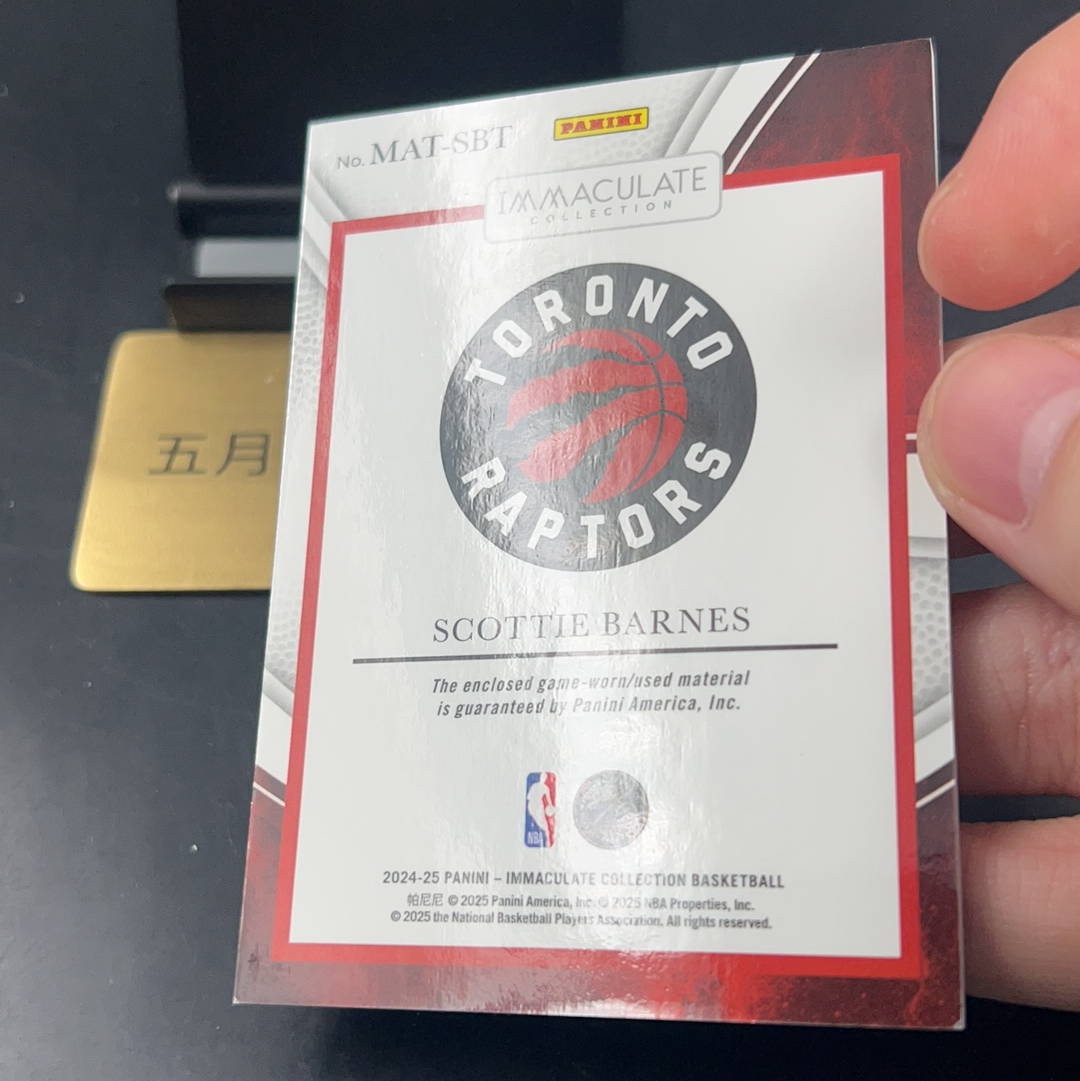 No. MAT-SBT
PANINI
IMMACULATE
COLLECTION
TORONTO
RAPTORS
五月
SCOTTIE BARNES
The enclosed game-worn/used material
is guaranteed by Panini America, Inc.
NBA
2024-25 PANINI – IMMACULATE COLLECTION BASKETBALL
帕尼尼 © 2025 Panini America, Inc. © 2025 NBA Properties, Inc.
© 2025 the National Basketball Players Association. All rights reserved.